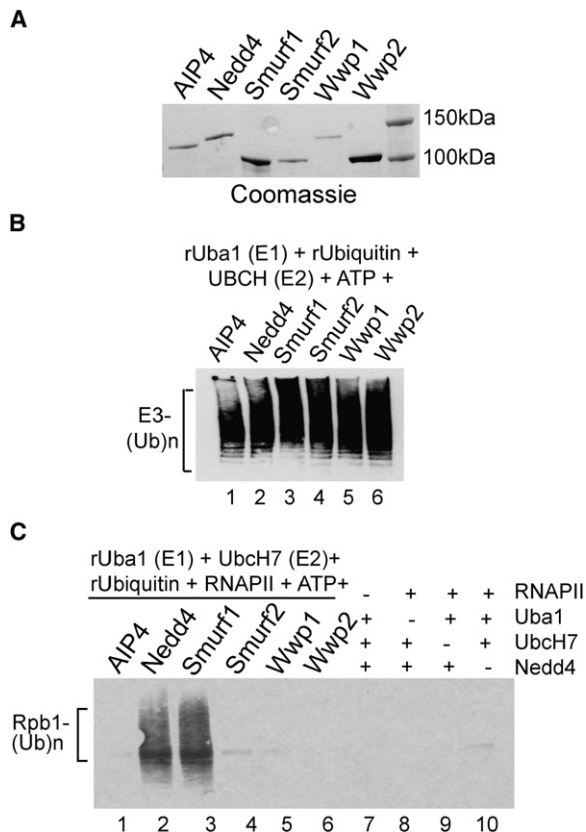 A
AIP4 Nedd4 Smurf1 Smurf2 Wwp1 Wwp2
150kDa
100kDa
Coomassie
B
rUba1 (E1) + rUbiquitin +
UBCH (E2) + ATP +
AIP4 Nedd4 Smurf1 Smurf2 Wwp1 Wwp2
E3-
(Ub)n
1 2 3 4 5 6
C
rUba1 (E1) + UbcH7 (E2)+
rUbiquitin + RNAPII + ATP+
AIP4 Nedd4 Smurf1 Smurf2 Wwp1 Wwp2
- + + + RNAPII
+ - + + Uba1
+ + - + UbcH7
+ + + - Nedd4
Rpb1-
(Ub)n
1 2 3 4 5 6 7 8 9 10